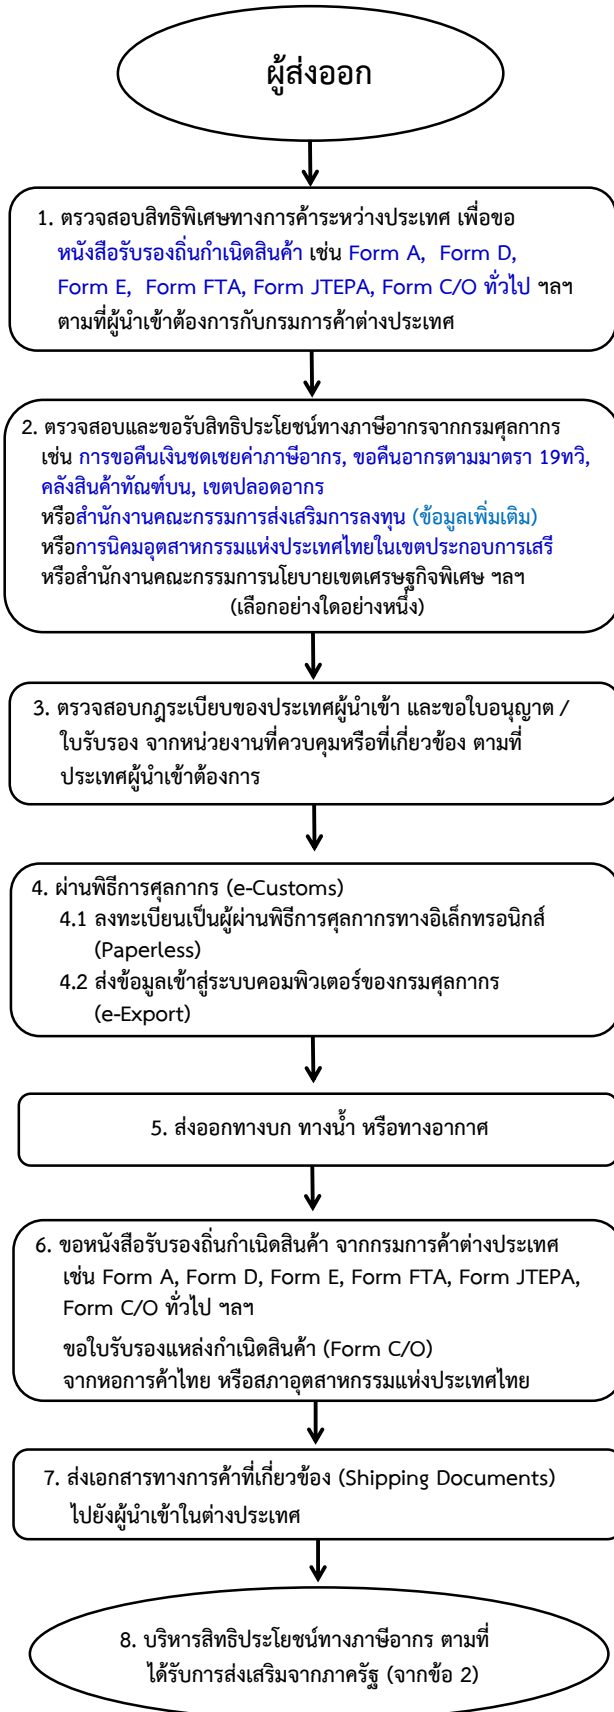 ผู้ส่งออก
1. ตรวจสอบสิทธิพิเศษทางการค้าระหว่างประเทศ เพื่อขอ
หนังสือรับรองถิ่นกำเนิดสินค้า เช่น Form A, Form D,
Form E, Form FTA, Form JTEPA, Form C/O ทั่วไป ฯลฯ
ตามที่ผู้นำเข้าต้องการกับกรมการค้าต่างประเทศ
2. ตรวจสอบและขอรับสิทธิประโยชน์ทางภาษีอากรจากกรมศุลกากร
เช่น การขอคืนเงินชดเชยค่าภาษีอากร, ขอคืนอากรตามมาตรา 19ทวิ,
คลังสินค้าทัณฑ์บน, เขตปลอดอากร
หรือสำนักงานคณะกรรมการส่งเสริมการลงทุน (ข้อมูลเพิ่มเติม)
หรือการนิคมอุตสาหกรรมแห่งประเทศไทยในเขตประกอบการเสรี
หรือสำนักงานคณะกรรมการนโยบายเขตเศรษฐกิจพิเศษ ฯลฯ
(เลือกอย่างใดอย่างหนึ่ง)
3. ตรวจสอบกฎระเบียบของประเทศผู้นำเข้า และขอใบอนุญาต /
ใบรับรอง จากหน่วยงานที่ควบคุมหรือที่เกี่ยวข้อง ตามที่
ประเทศผู้นำเข้าต้องการ
4. ผ่านพิธีการศุลกากร (e-Customs)
4.1 ลงทะเบียนเป็นผู้ผ่านพิธีการศุลกากรทางอิเล็กทรอนิกส์
(Paperless)
4.2 ส่งข้อมูลเข้าสู่ระบบคอมพิวเตอร์ของกรมศุลกากร
(e-Export)
5. ส่งออกทางบก ทางน้ำ หรือทางอากาศ
6. ขอหนังสือรับรองถิ่นกำเนิดสินค้า จากกรมการค้าต่างประเทศ
เช่น Form A, Form D, Form E, Form FTA, Form JTEPA,
Form C/O ทั่วไป ฯลฯ
ขอใบรับรองแหล่งกำเนิดสินค้า (Form C/O)
จากหอการค้าไทย หรือสภาอุตสาหกรรมแห่งประเทศไทย
7. ส่งเอกสารทางการค้าที่เกี่ยวข้อง (Shipping Documents)
ไปยังผู้นำเข้าในต่างประเทศ
8. บริหารสิทธิประโยชน์ทางภาษีอากร ตามที่
ได้รับการส่งเสริมจากภาครัฐ (จากข้อ 2)